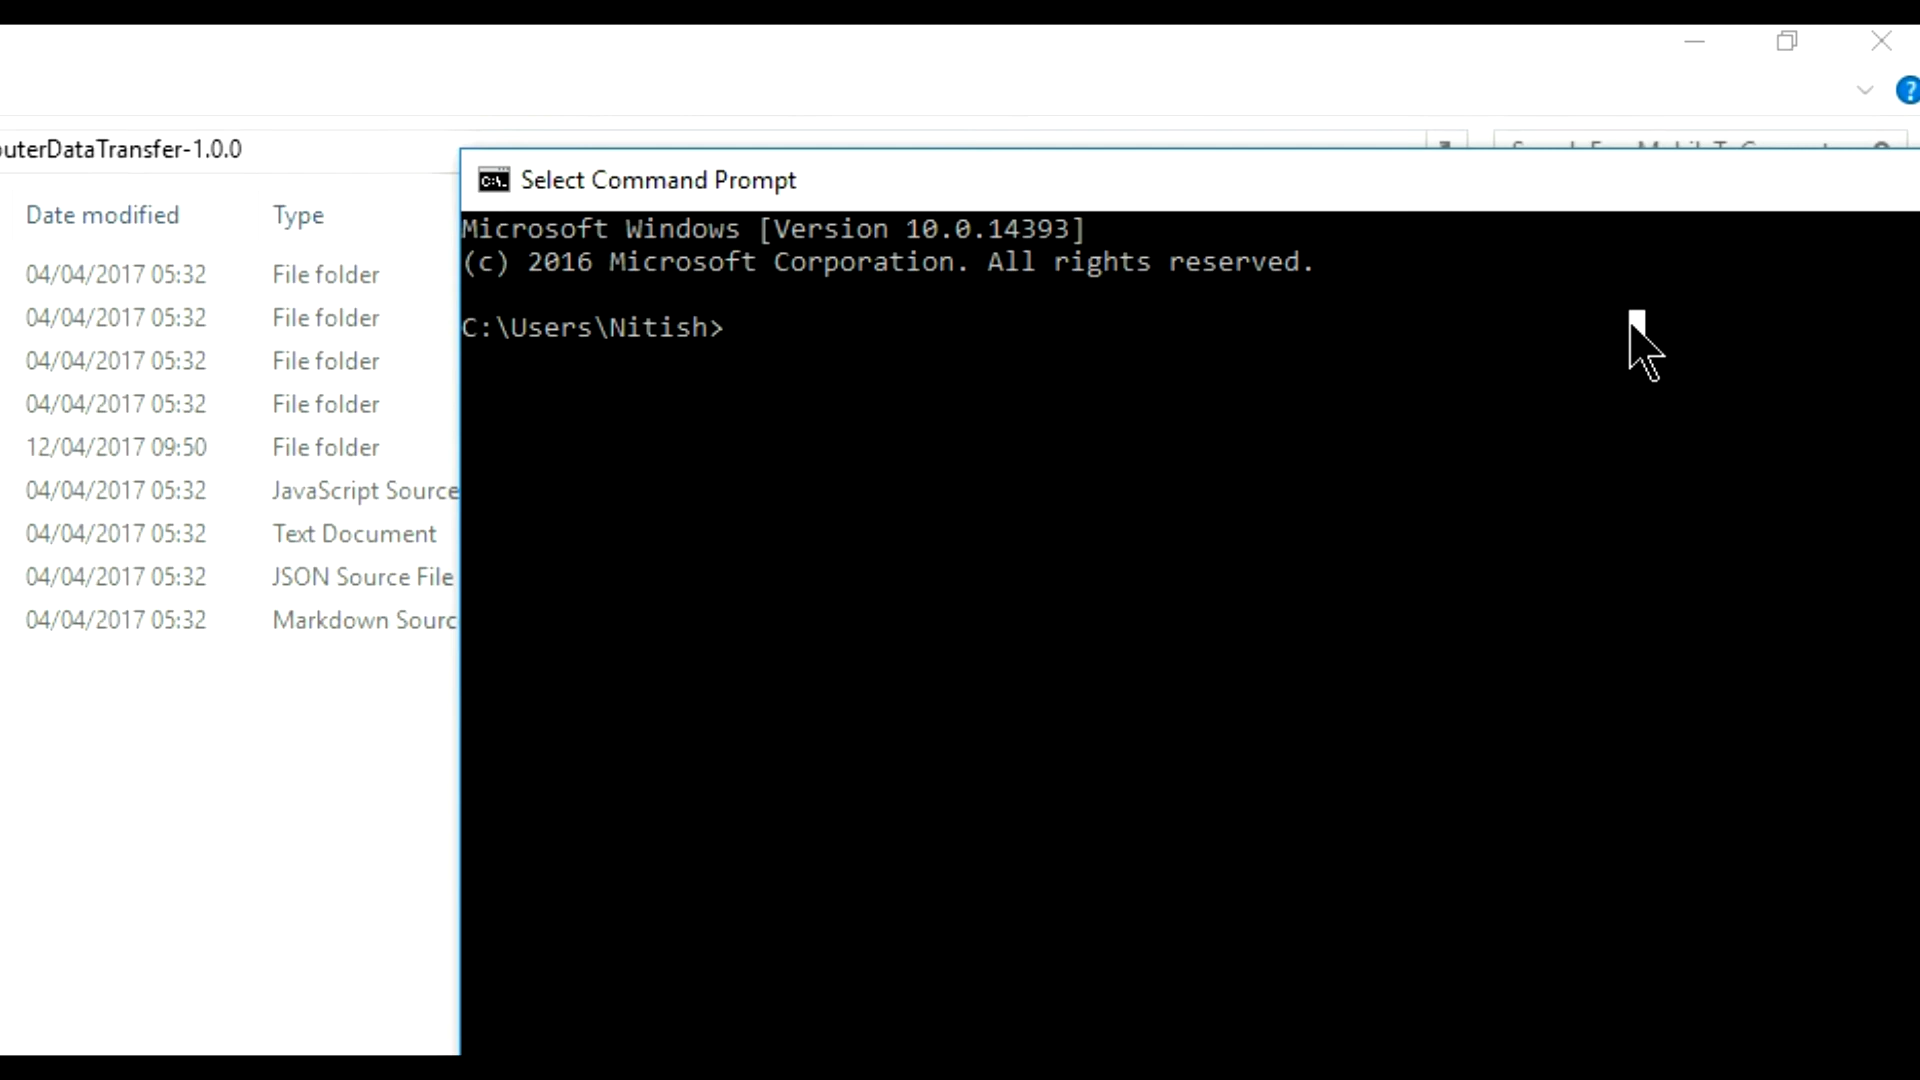 outerDataTransfer-1.0.0
Select Command Prompt
Date modified Type
04/04/2017 05:32 File folder
04/04/2017 05:32 File folder
04/04/2017 05:32 File folder
04/04/2017 05:32 File folder
12/04/2017 09:50 File folder
04/04/2017 05:32 JavaScript Source
04/04/2017 05:32 Text Document
04/04/2017 05:32 JSON Source File
04/04/2017 05:32 Markdown Sourc
Microsoft Windows [Version 10.0.14393]
(c) 2016 Microsoft Corporation. All rights reserved.
C:\Users\Nitish>